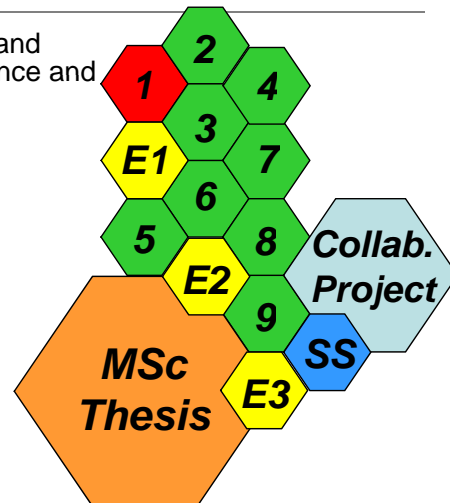 and
2
ence and
1
4
3
E1
7
6
5
8
Collab.
Project
E2
9
SS
MSc
Thesis
E3